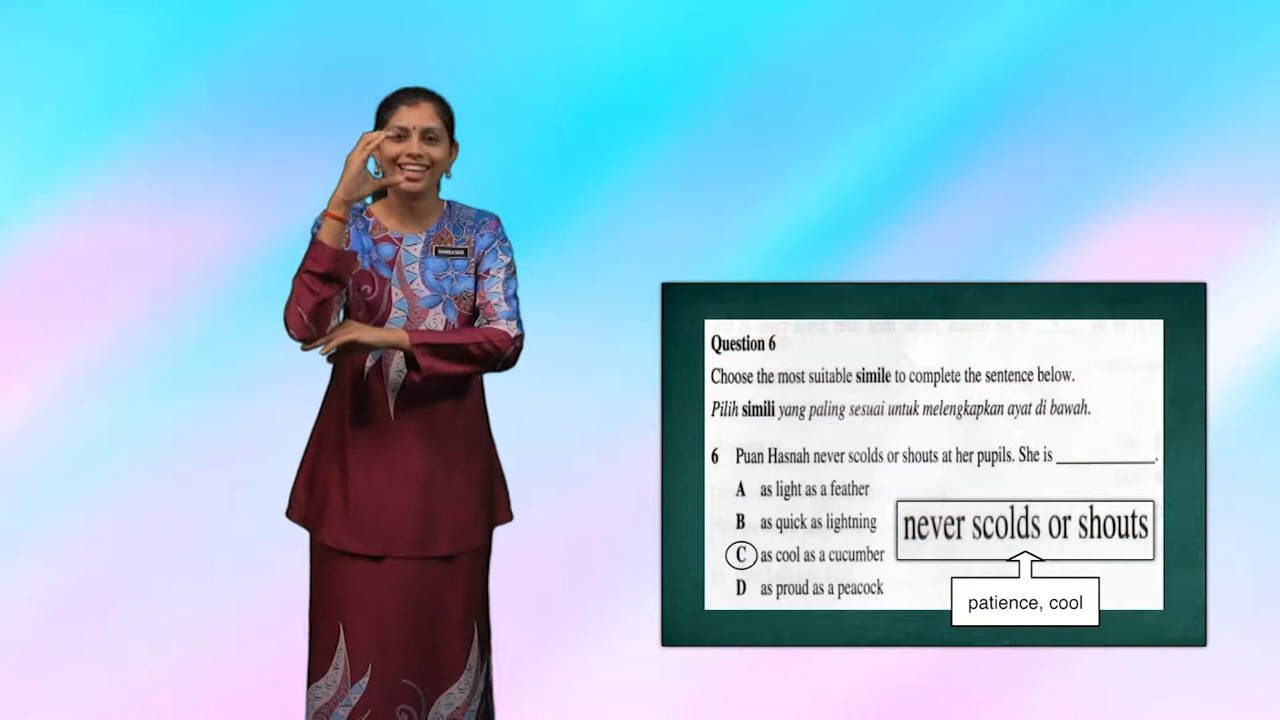 Question 6
Choose the most suitable simile to complete the sentence below.
Pilih simili yang paling sesuai untuk melengkapkan ayat di bawah.
6 Puan Hasnah never scolds or shouts at her pupils. She is ____________.
A as light as a feather
B as quick as lightning
C as cool as a cucumber
D as proud as a peacock
never scolds or shouts
patience, cool